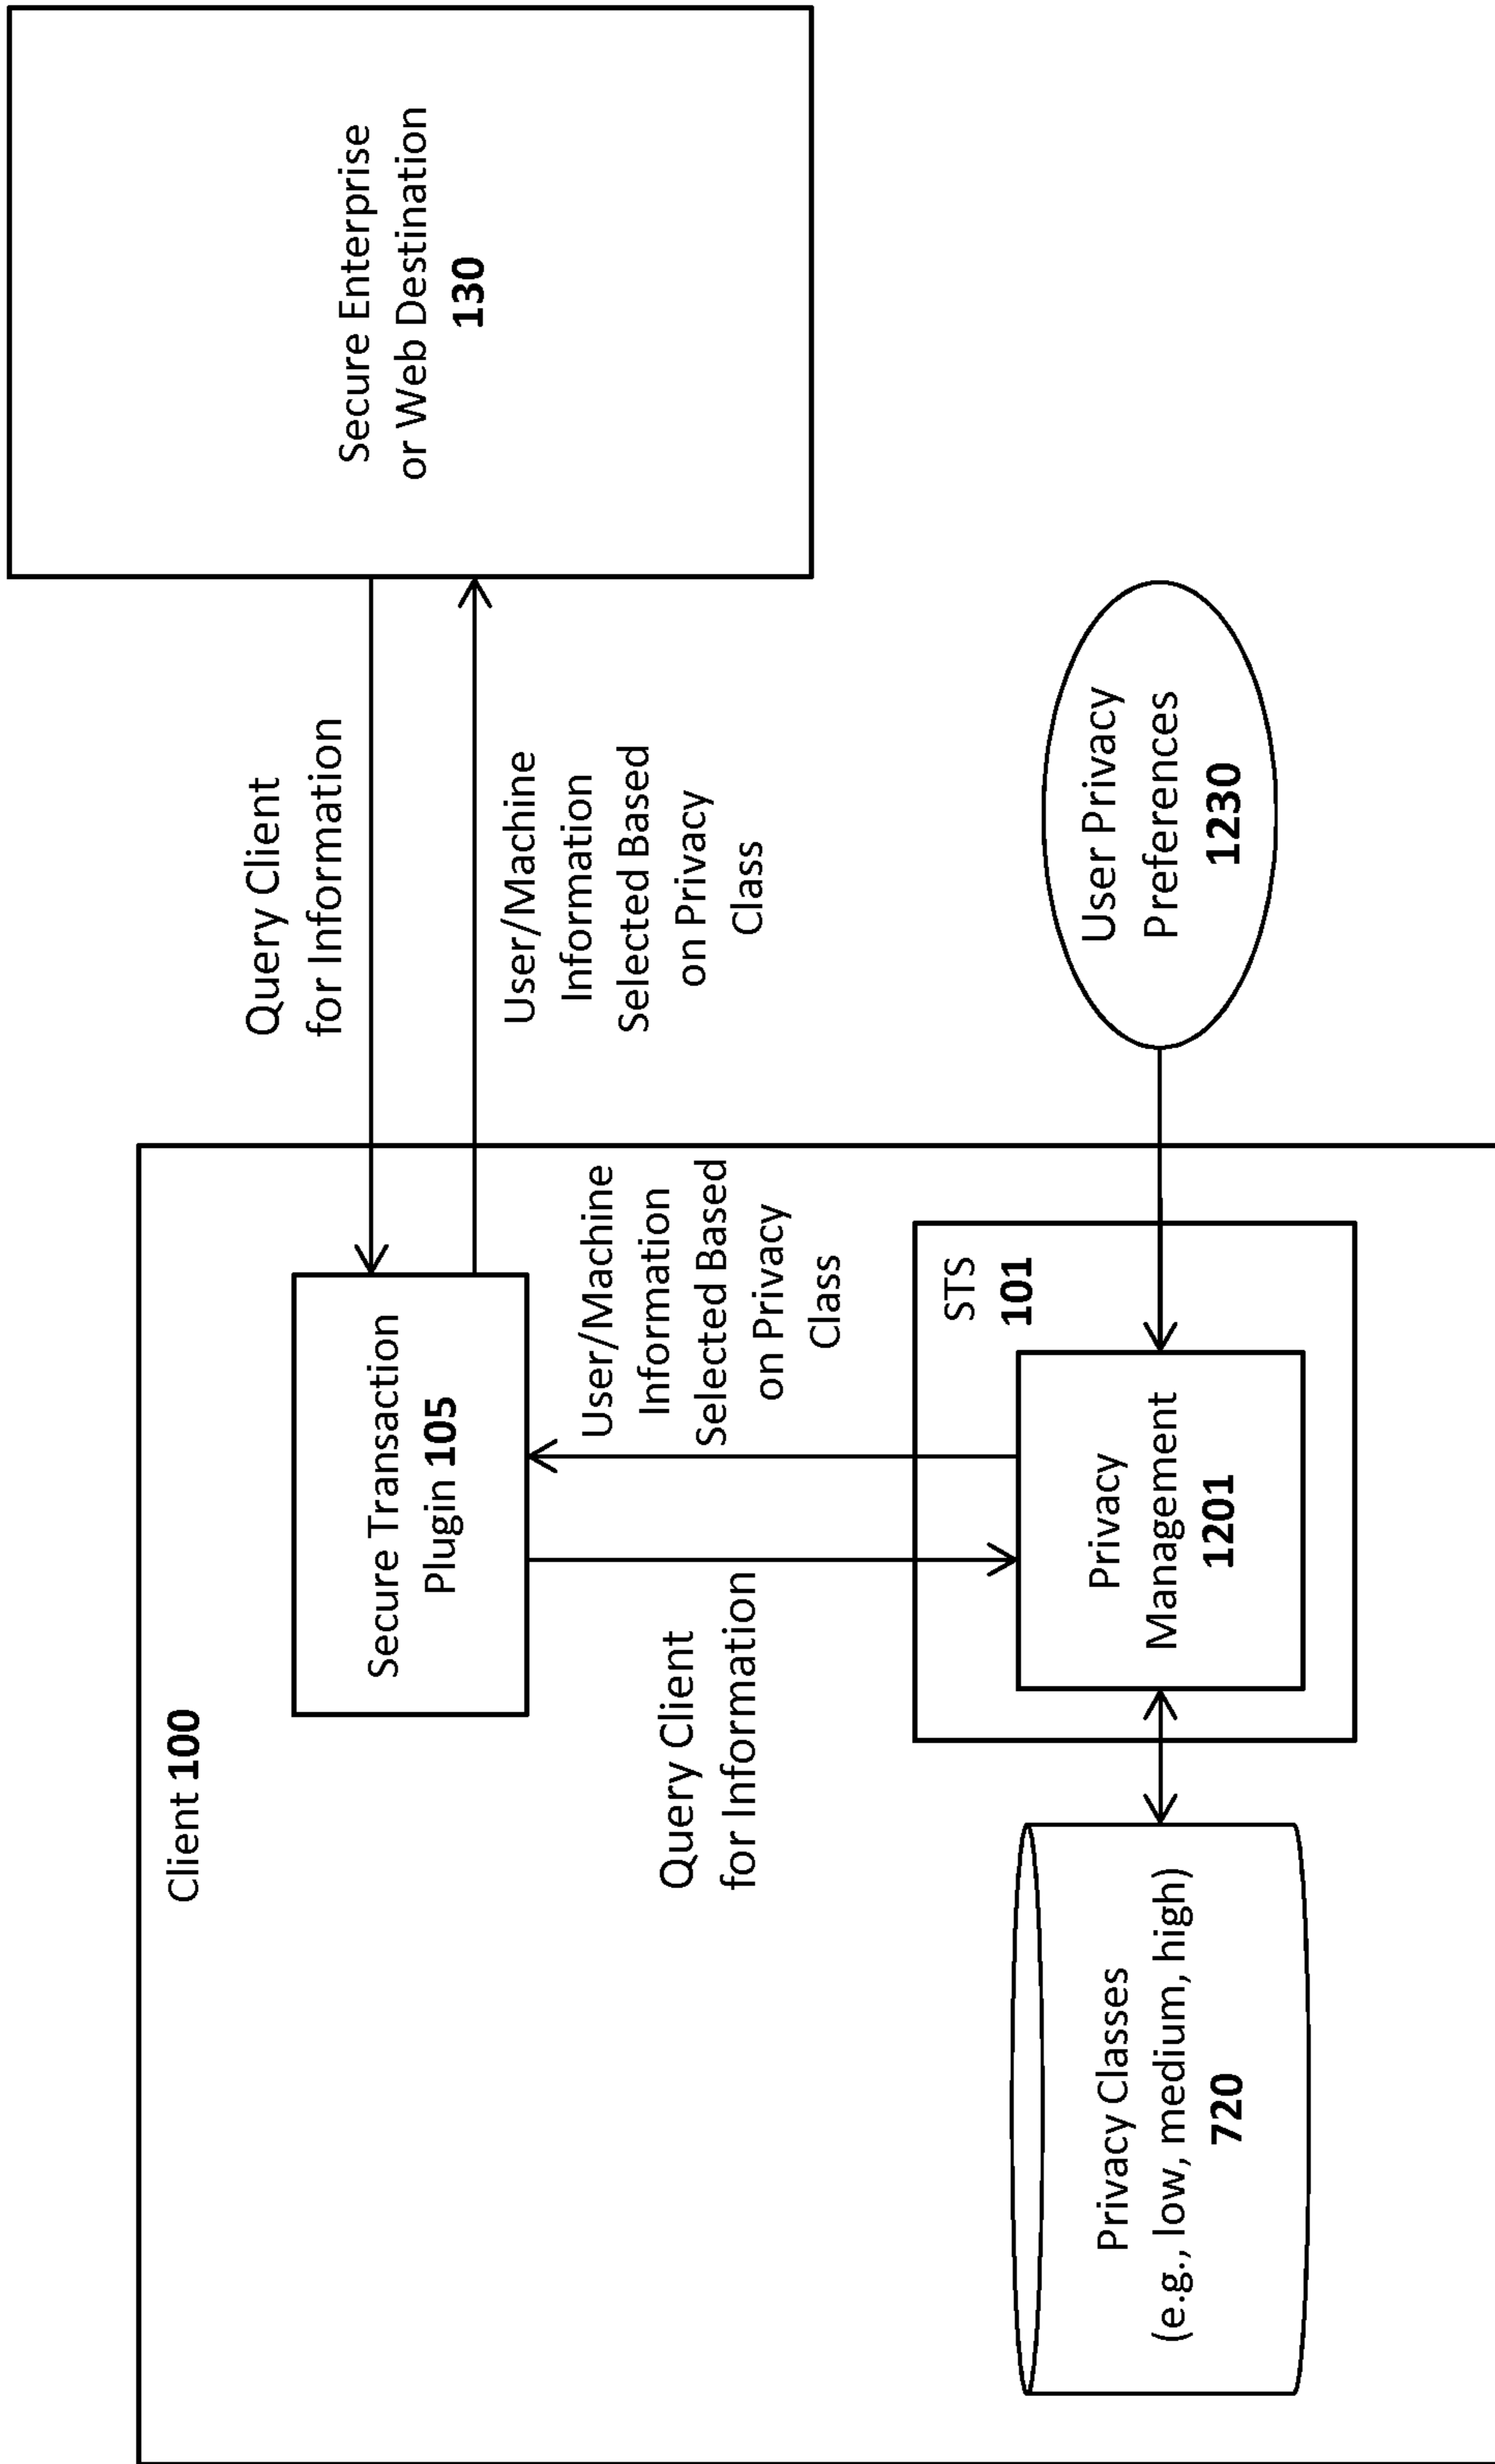 Client 100
Secure Transaction
Plugin 105
Query Client
for Information
User/Machine
Information
Selected Based
on Privacy
Class
Secure Enterprise
or Web Destination
130
Query Client
for Information
User/Machine
Information
Selected Based
on Privacy
Class
Privacy Classes
(e.g., low, medium, high)
720
STS
101
Privacy
Management
1201
User Privacy
Preferences
1230